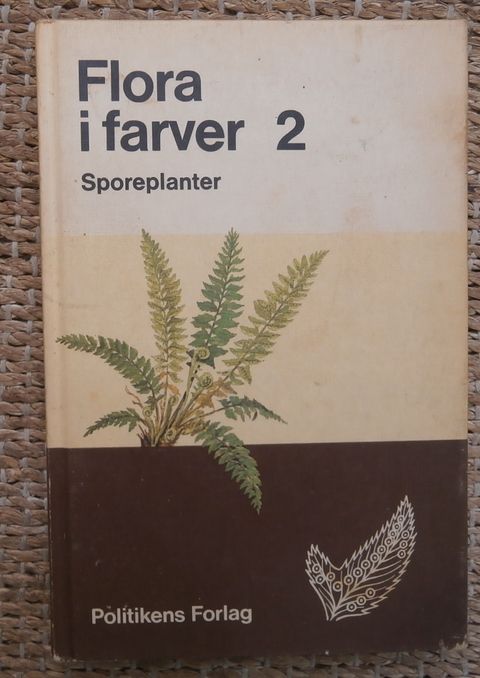 Flora
i farver 2
Sporeplanter
Politikens Forlag